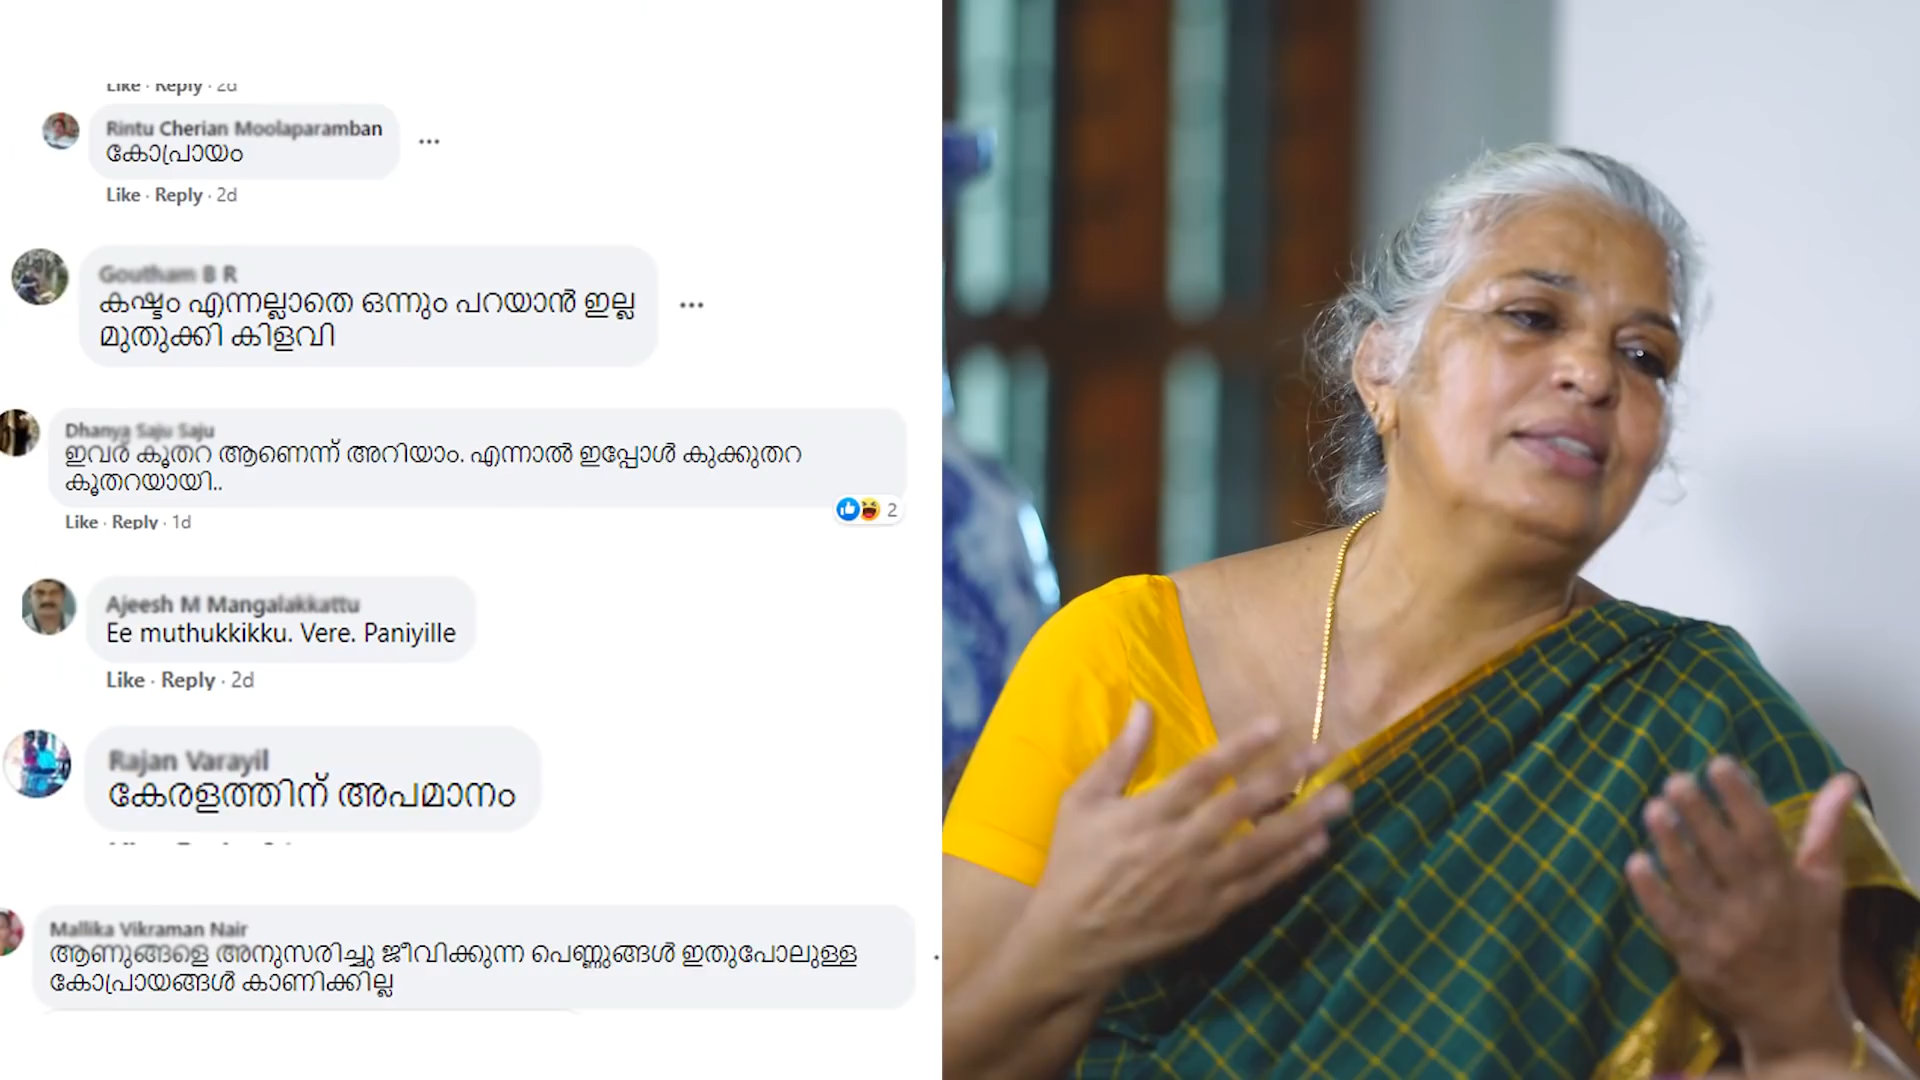 Like · Reply · 2d
Rintu Cherian Moolaparamban
കോപ്രായം
Like · Reply · 2d
Goutham B R
കഷ്ടം എന്നല്ലാതെ ഒന്നും പറയാൻ ഇല്ല
മുതുക്കി കിളവി
Dhanya Saju Saju
ഇവർ കൂതറ ആണെന്ന് അറിയാം. എന്നാൽ ഇപ്പോൾ കുക്കുതറ
കൂതറയായി..
2
Like · Reply · 1d
Ajeesh M Mangalakkattu
Ee muthukkikku. Vere. Paniyille
Like · Reply · 2d
Rajan Varayil
കേരളത്തിന് അപമാനം
Mallika Vikraman Nair
ആണുങ്ങളെ അനുസരിച്ചു ജീവിക്കുന്ന പെണ്ണുങ്ങൾ ഇതുപോലുള്ള
കോപ്രായങ്ങൾ കാണിക്കില്ല